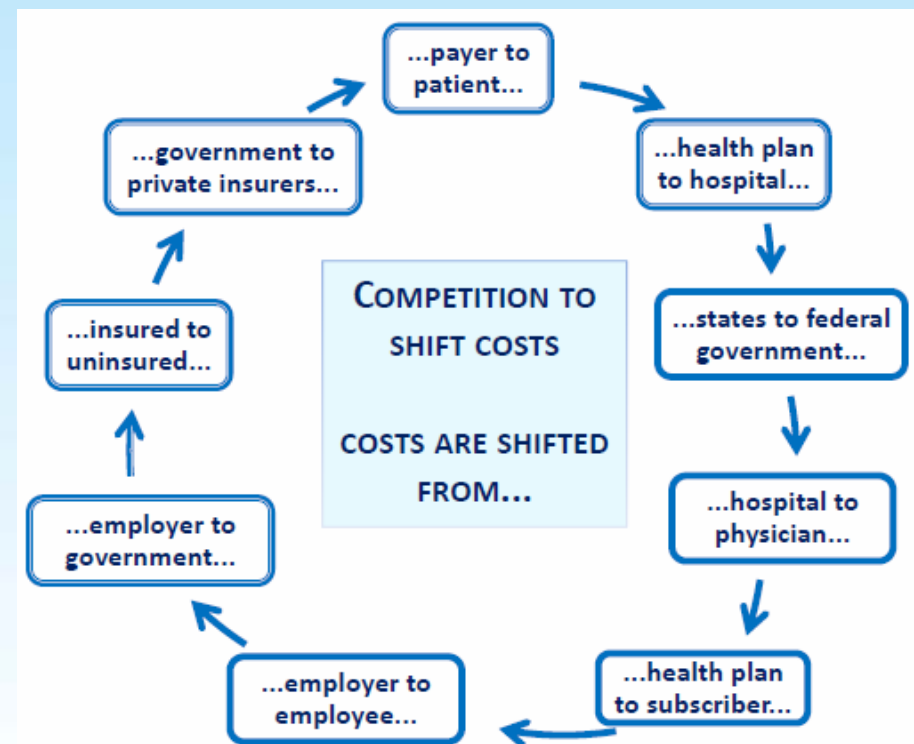 ...payer to
patient...
...health plan
to hospital...
...states to federal
government...
...hospital to
physician...
...health plan
to subscriber...
...employer to
employee...
...employer to
government...
...insured to
uninsured...
...government to
private insurers...
COMPETITION TO
SHIFT COSTS
COSTS ARE SHIFTED
FROM...